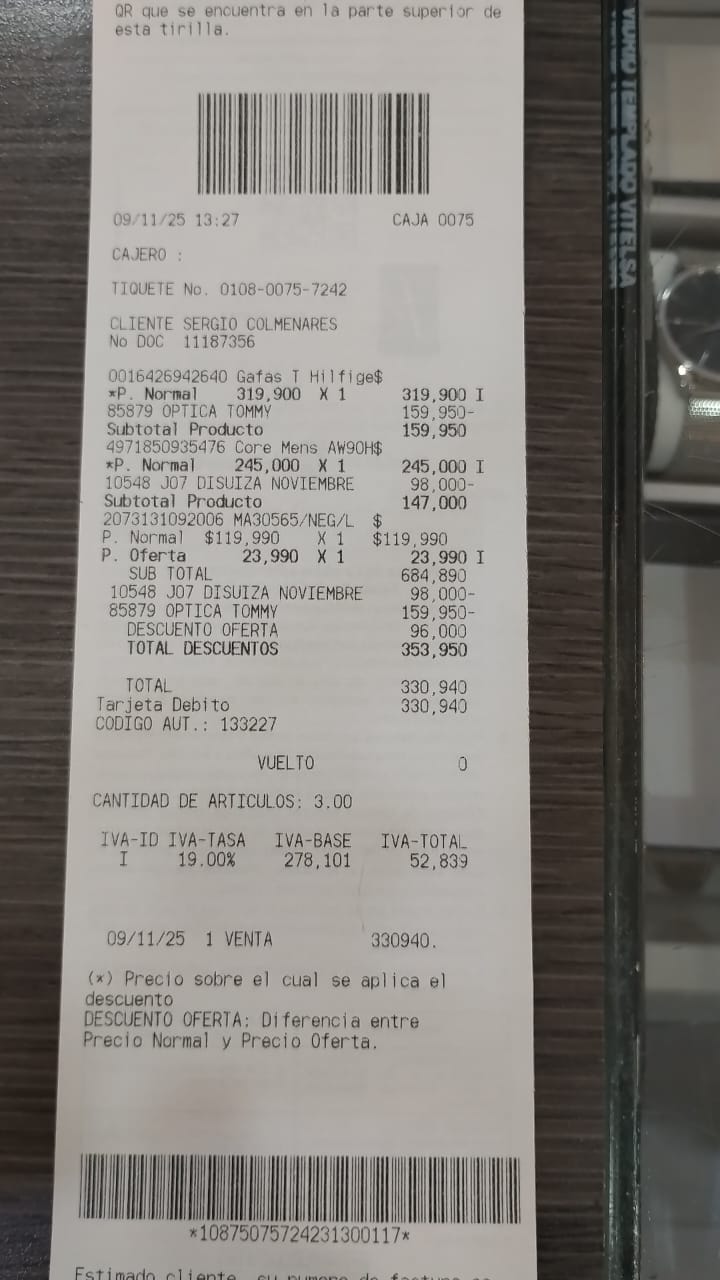 QR que se encuentra en la parte superior de
esta tirilla.
09/11/25 13:27 CAJA 0075
CAJERO :
TIQUETE No. 0108-0075-7242
CLIENTE SERGIO COLMENARES
No DOC 11187356
0016426942640 Gafas T Hilfige$
*P. Normal 319,900 X 1 319,900 I
85879 OPTICA TOMMY 159,950-
Subtotal Producto 159,950
4971850935476 Core Mens AW90H$
*P. Normal 245,000 X 1 245,000 I
10548 J07 DISUIZA NOVIEMBRE 98,000-
Subtotal Producto 147,000
2073131092006 MA30565/NEG/L $
P. Normal $119,990 X 1 $119,990
P. Oferta 23,990 X 1 23,990 I
SUB TOTAL 684,890
10548 J07 DISUIZA NOVIEMBRE 98,000-
85879 OPTICA TOMMY 159,950-
DESCUENTO OFERTA 96,000
TOTAL DESCUENTOS 353,950
TOTAL 330,940
Tarjeta Debito 330,940
CODIGO AUT.: 133227
VUELTO 0
CANTIDAD DE ARTICULOS: 3.00
IVA-ID IVA-TASA IVA-BASE IVA-TOTAL
I 19.00% 278,101 52,839
09/11/25 1 VENTA 330940.
(*) Precio sobre el cual se aplica el
descuento
DESCUENTO OFERTA: Diferencia entre
Precio Normal y Precio Oferta.
*10875075724231300117*
Estimado cliente, su numero de factura
VIDRIO TEMPLADO VITELSA